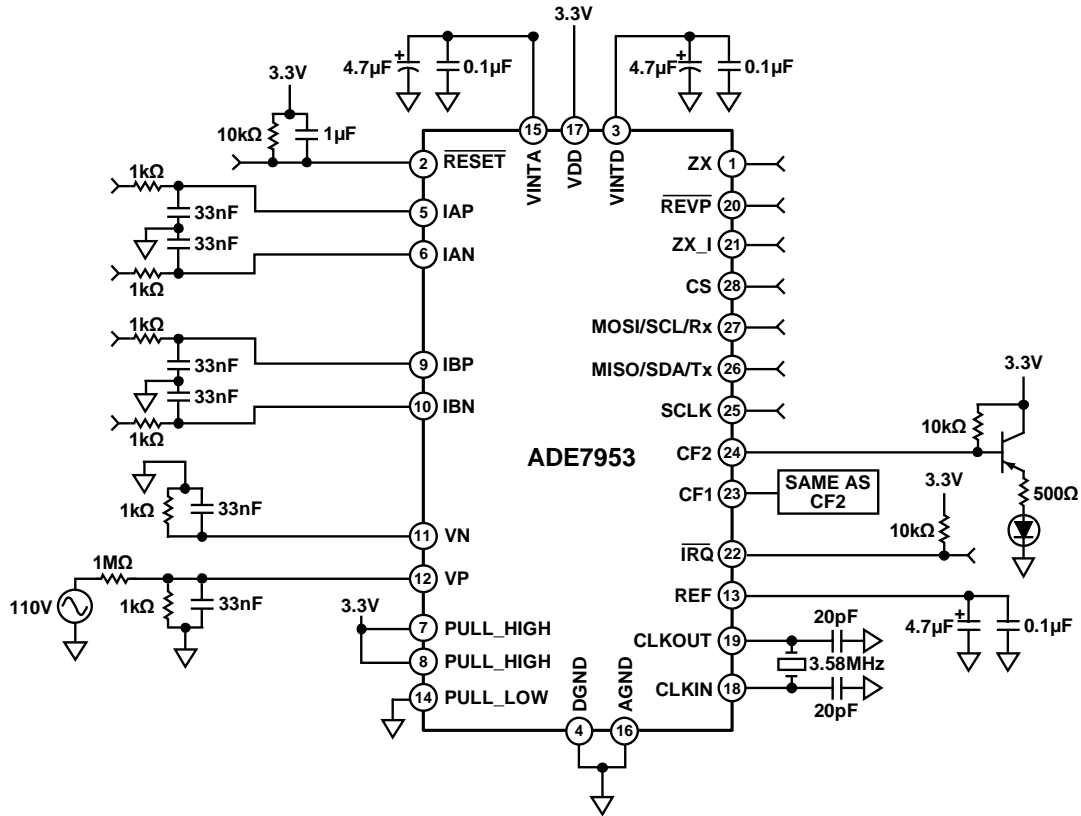 3.3V
4.7µF
+
0.1µF
4.7µF
+
0.1µF
3.3V
10kΩ
1µF
15
17
3
VINTA
VDD
VINTD
2
RESET
1kΩ
33nF
5
IAP
33nF
6
IAN
1kΩ
1kΩ
33nF
9
IBP
33nF
10
IBN
1kΩ
1kΩ
33nF
11
VN
1MΩ
12
VP
110V
1kΩ
33nF
3.3V
7
PULL_HIGH
8
PULL_HIGH
14
PULL_LOW
ADE7953
DGND
AGND
4
16
ZX
1
REVP
20
ZX_I
21
CS
28
MOSI/SCL/Rx
27
MISO/SDA/Tx
26
SCLK
25
3.3V
10kΩ
CF2
24
CF1
23
SAME AS
CF2
500Ω
3.3V
10kΩ
IRQ
22
REF
13
+
4.7µF
0.1µF
20pF
CLKOUT
19
3.58MHz
CLKIN
18
20pF